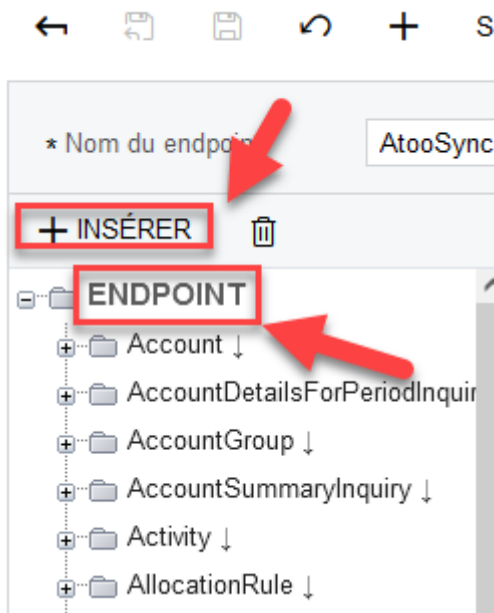 S
* Nom du endpoint
AtooSync
+ INSÉRER
ENDPOINT
Account ↓
AccountDetailsForPeriodInquir
AccountGroup ↓
AccountSummaryInquiry ↓
Activity ↓
AllocationRule ↓